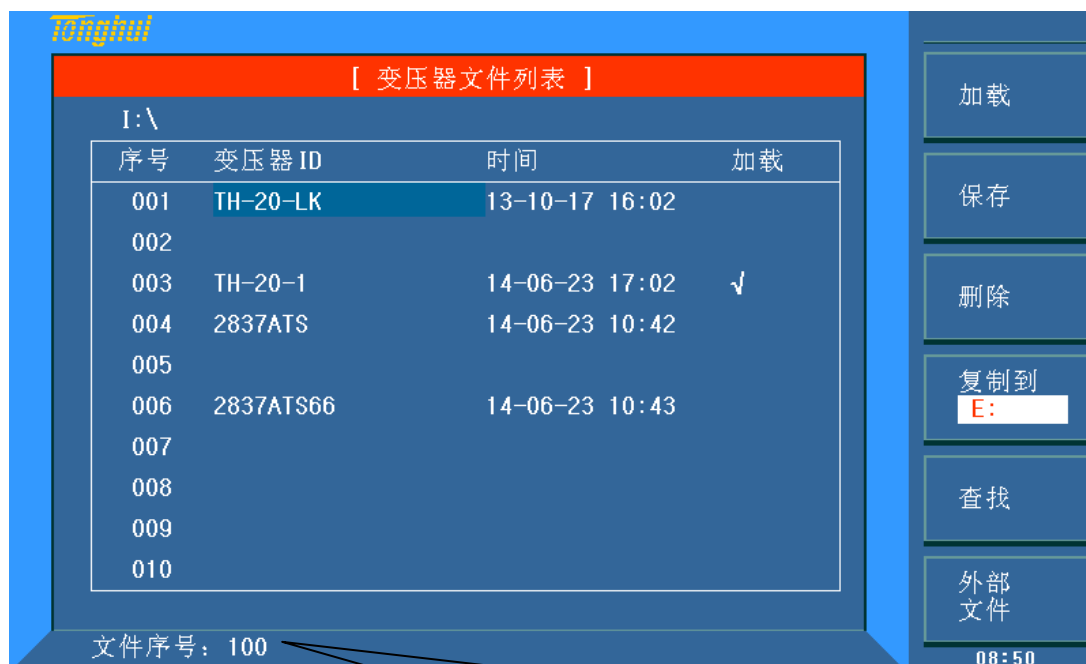 Tonghui
[ 变压器文件列表 ]
I:\
序号 变压器ID 时间 加载
001 TH-20-LK 13-10-17 16:02
002
003 TH-20-1 14-06-23 17:02 √
004 2837ATS 14-06-23 10:42
005
006 2837ATS66 14-06-23 10:43
007
008
009
010
文件序号：100
加载
保存
删除
复制到
E:
查找
外部
文件
08:50